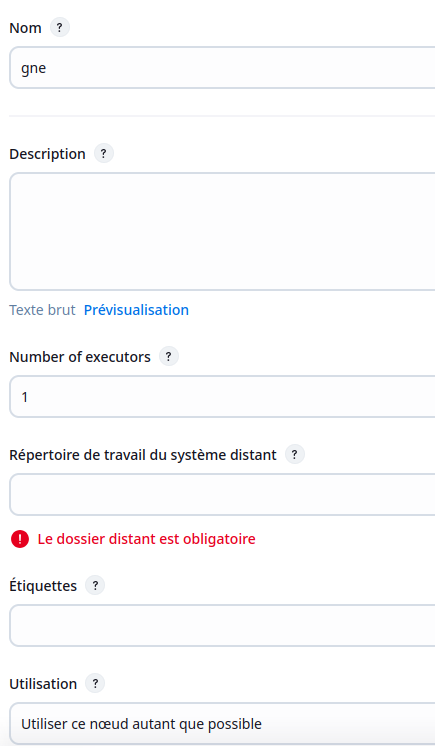 Nom ?
gne
Description ?
Texte brut Prévisualisation
Number of executors ?
1
Répertoire de travail du système distant ?
! Le dossier distant est obligatoire
Étiquettes ?
Utilisation ?
Utiliser ce nœud autant que possible